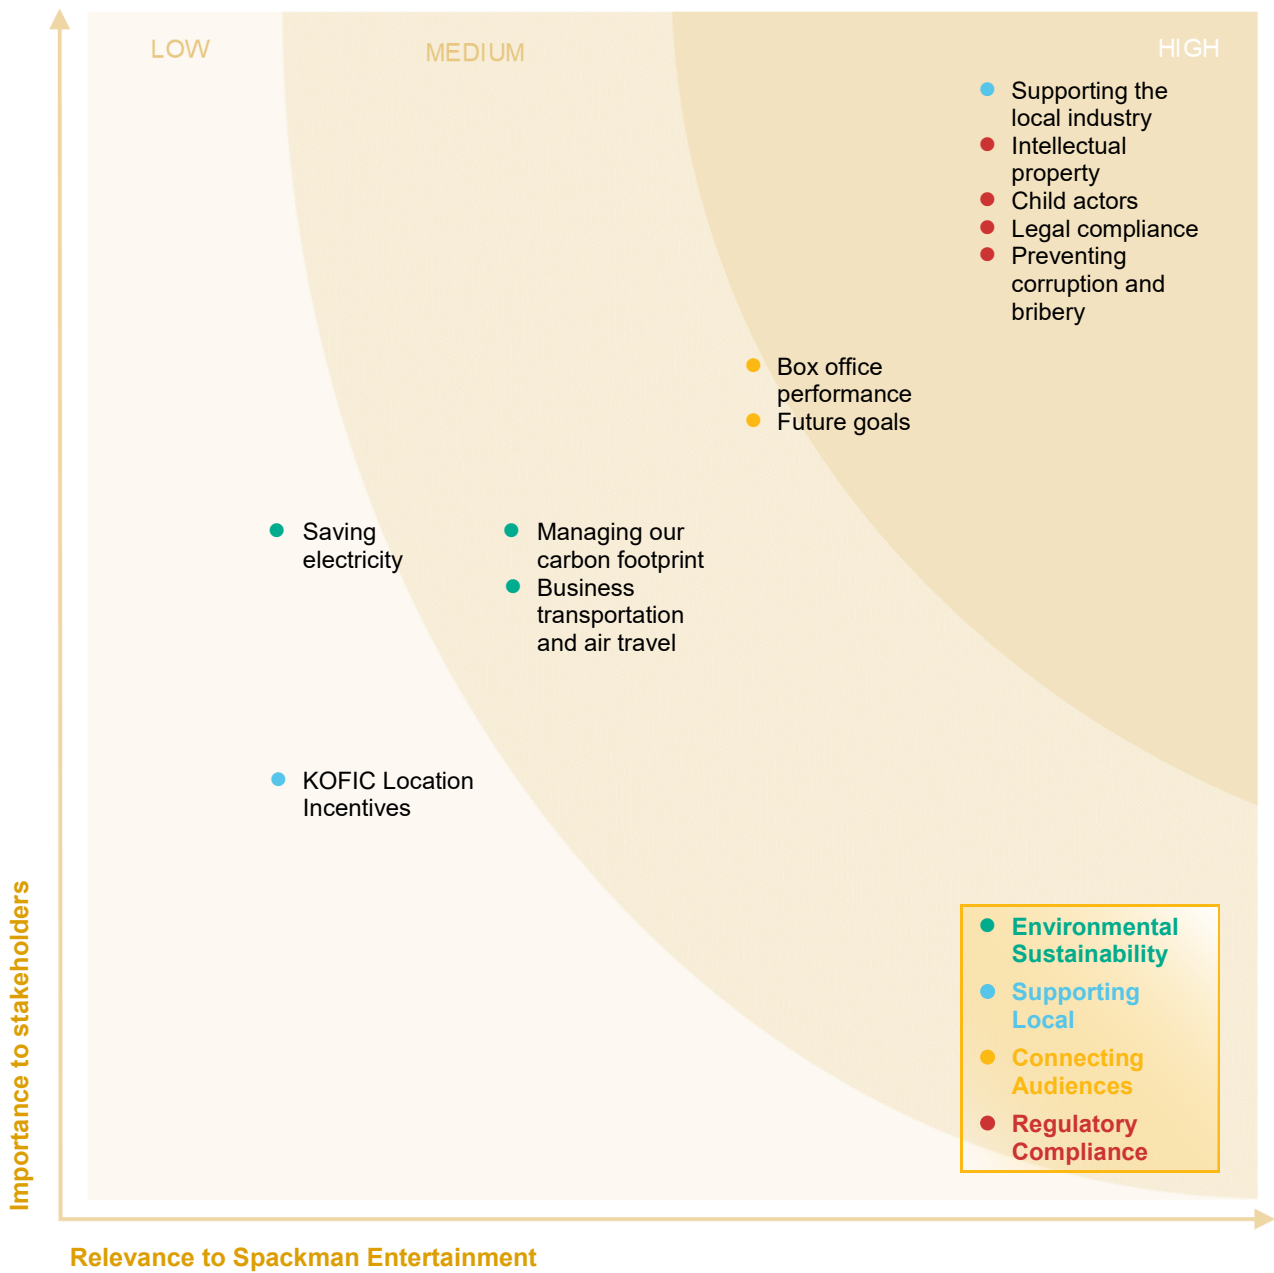 LOW
MEDIUM
HIGH
Supporting the
local industry
Intellectual
property
Child actors
Legal compliance
Preventing
corruption and
bribery
Box office
performance
Future goals
Saving
electricity
Managing our
carbon footprint
Business
transportation
and air travel
KOFIC Location
Incentives
Environmental
Sustainability
Supporting
Local
Connecting
Audiences
Regulatory
Compliance
Importance to stakeholders
Relevance to Spackman Entertainment